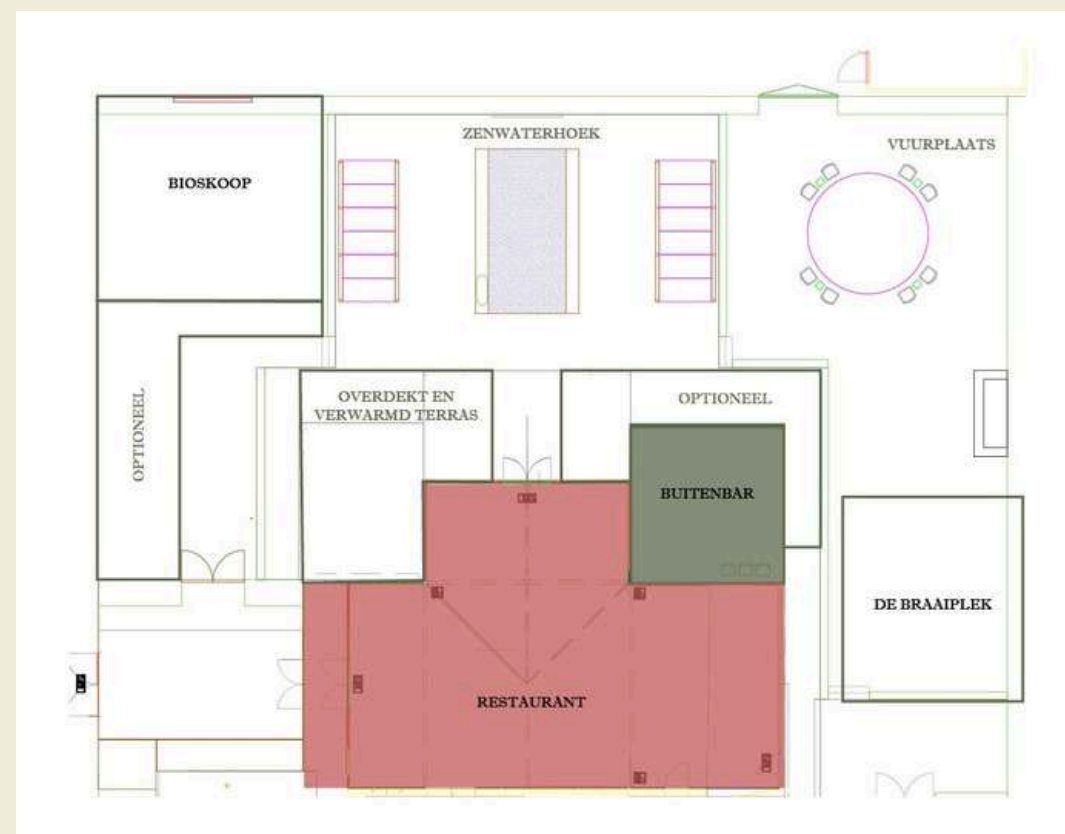 ZENWATERHOEK
VUURPLAATS
BIOSKOOP
OVERDEKT EN
VERWARMD TERRAS
OPTIONEEL
OPTIONEEL
BUITENBAR
DE BRAAIPLEK
RESTAURANT